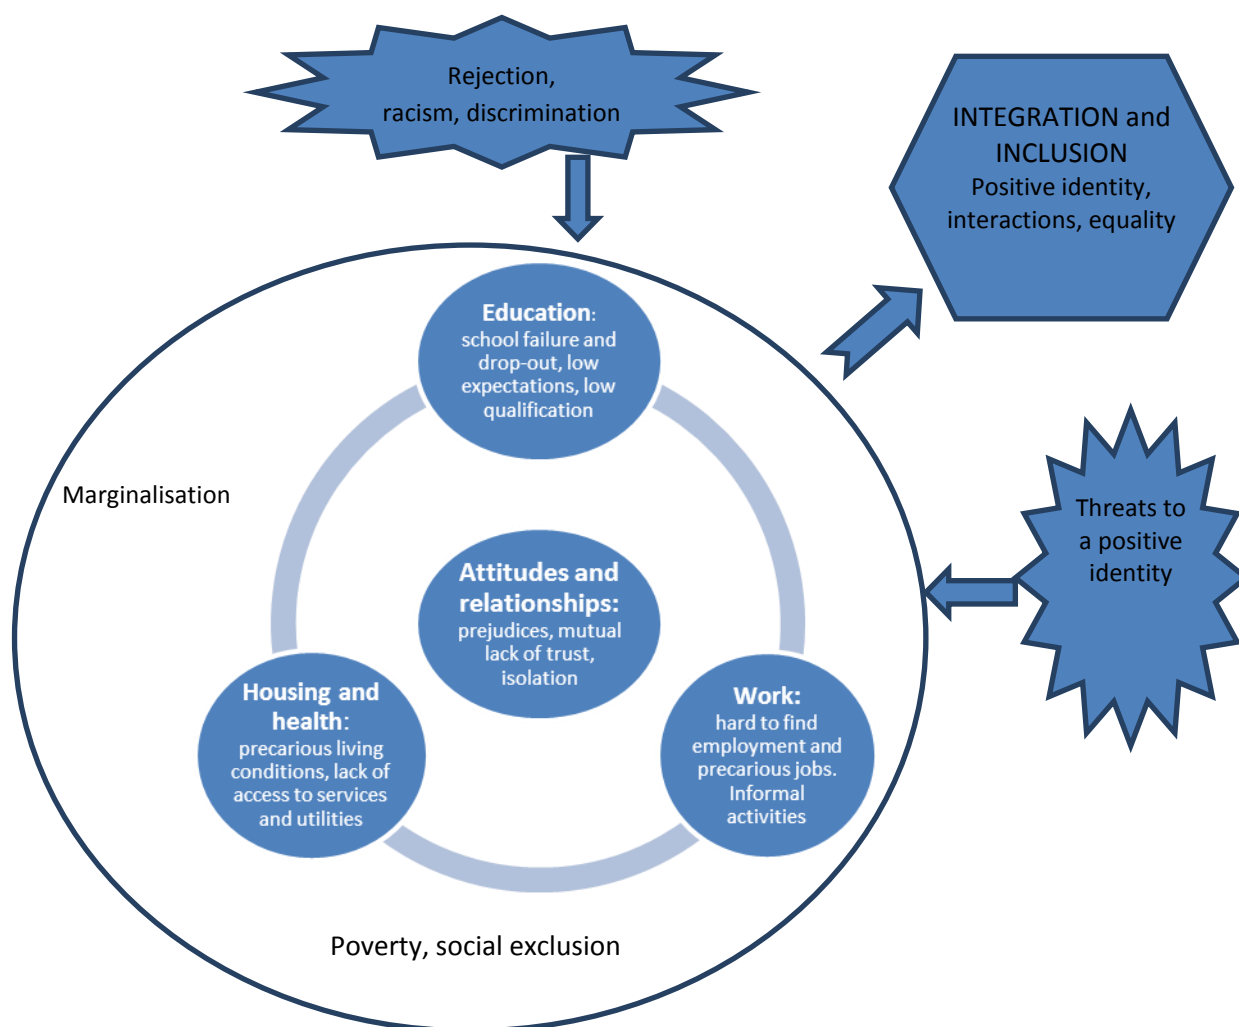 Rejection,
racism, discrimination
INTEGRATION and
INCLUSION
Positive identity,
interactions, equality
Education:
school failure and
drop-out, low
expectations, low
qualification
Marginalisation
Threats to
a positive
identity
Attitudes and
relationships:
prejudices, mutual
lack of trust,
isolation
Housing and
health:
precarious living
conditions, lack of
access to services
and utilities
Work:
hard to find
employment and
precarious jobs.
Informal
activities
Poverty, social exclusion